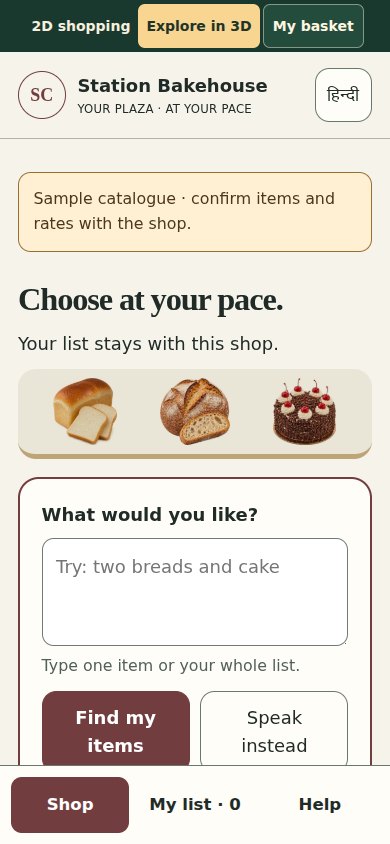 2D shopping Explore in 3D My basket
SC
Station Bakehouse
YOUR PLAZA · AT YOUR PACE
हिन्दी
Sample catalogue · confirm items and
rates with the shop.
Choose at your pace.
Your list stays with this shop.
What would you like?
Try: two breads and cake
Type one item or your whole list.
Find my
items
Speak
instead
Shop My list · 0 Help